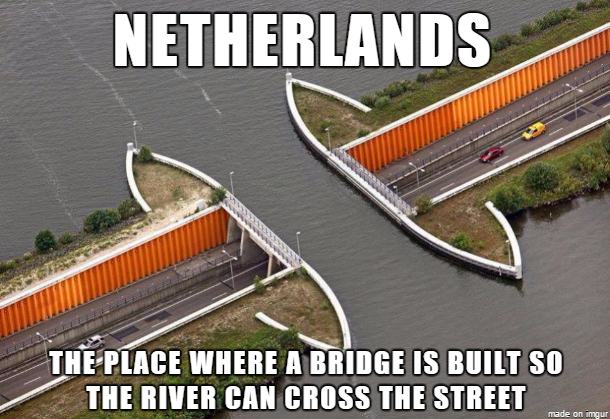 NETHERLANDS
THE PLACE WHERE A BRIDGE IS BUILT SO
THE RIVER CAN CROSS THE STREET
made on imgur